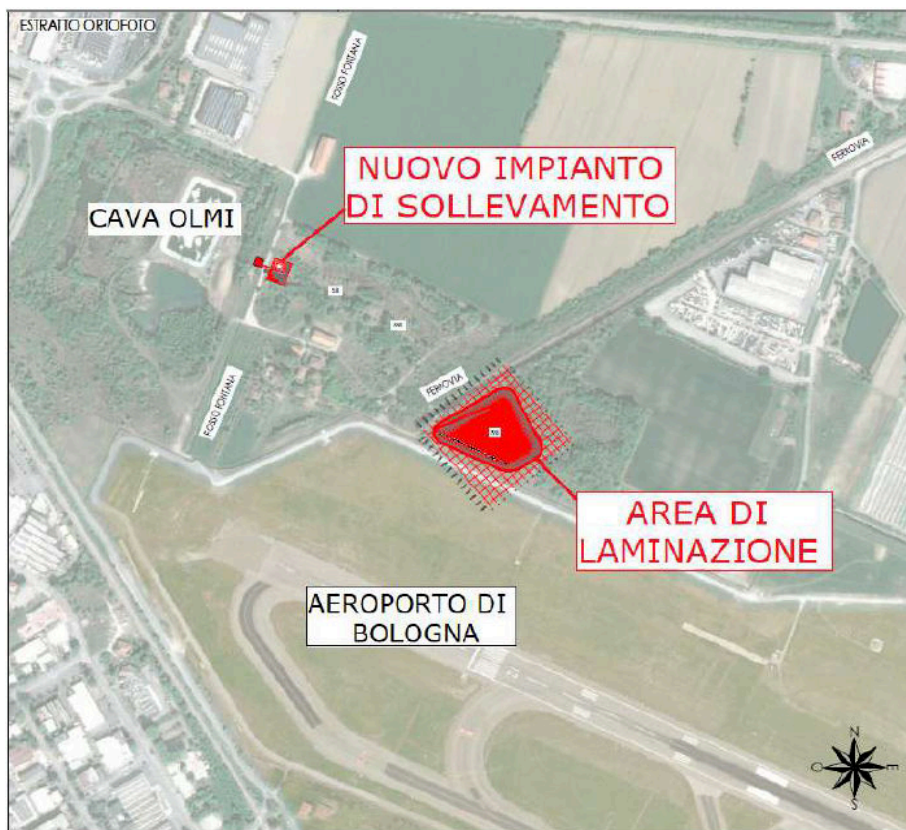 ESTRATTO ORTOFOTO
FOSSO FONTANA
FERROVIA
NUOVO IMPIANTO
DI SOLLEVAMENTO
CAVA OLMI
FERROVIA
FOSSO FONTANA
AREA DI
LAMINAZIONE
AEROPORTO DI
BOLOGNA
N
O
E
S